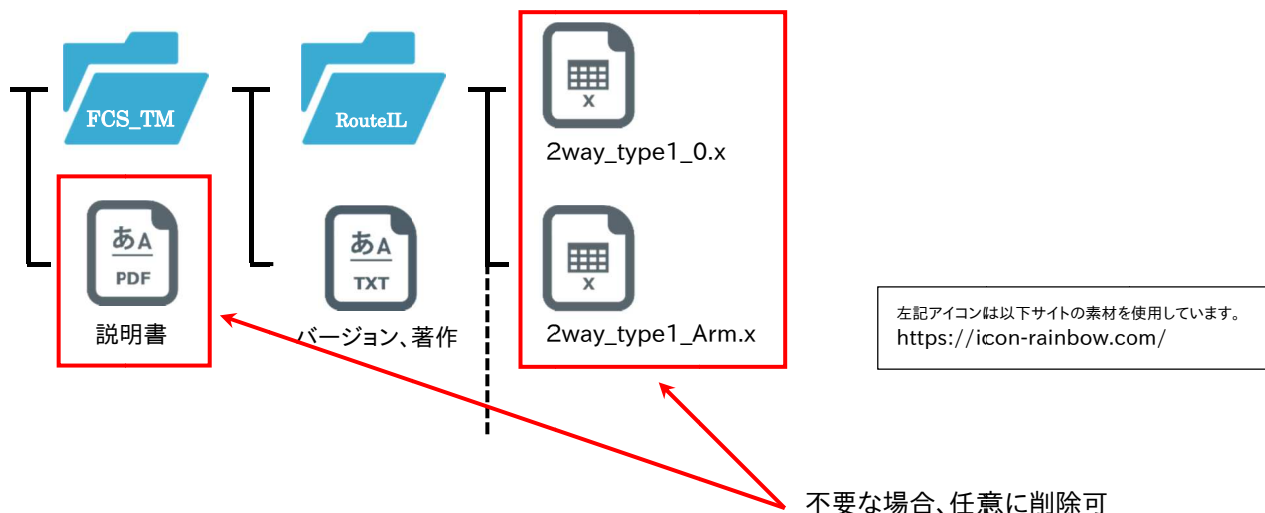 FCS_TM
RouteIL
X
2way_type1_0.x
あA
PDF
説明書
あA
TXT
バージョン、著作
X
2way_type1_Arm.x
左記アイコンは以下サイトの素材を使用しています。
https://icon-rainbow.com/
不要な場合、任意に削除可